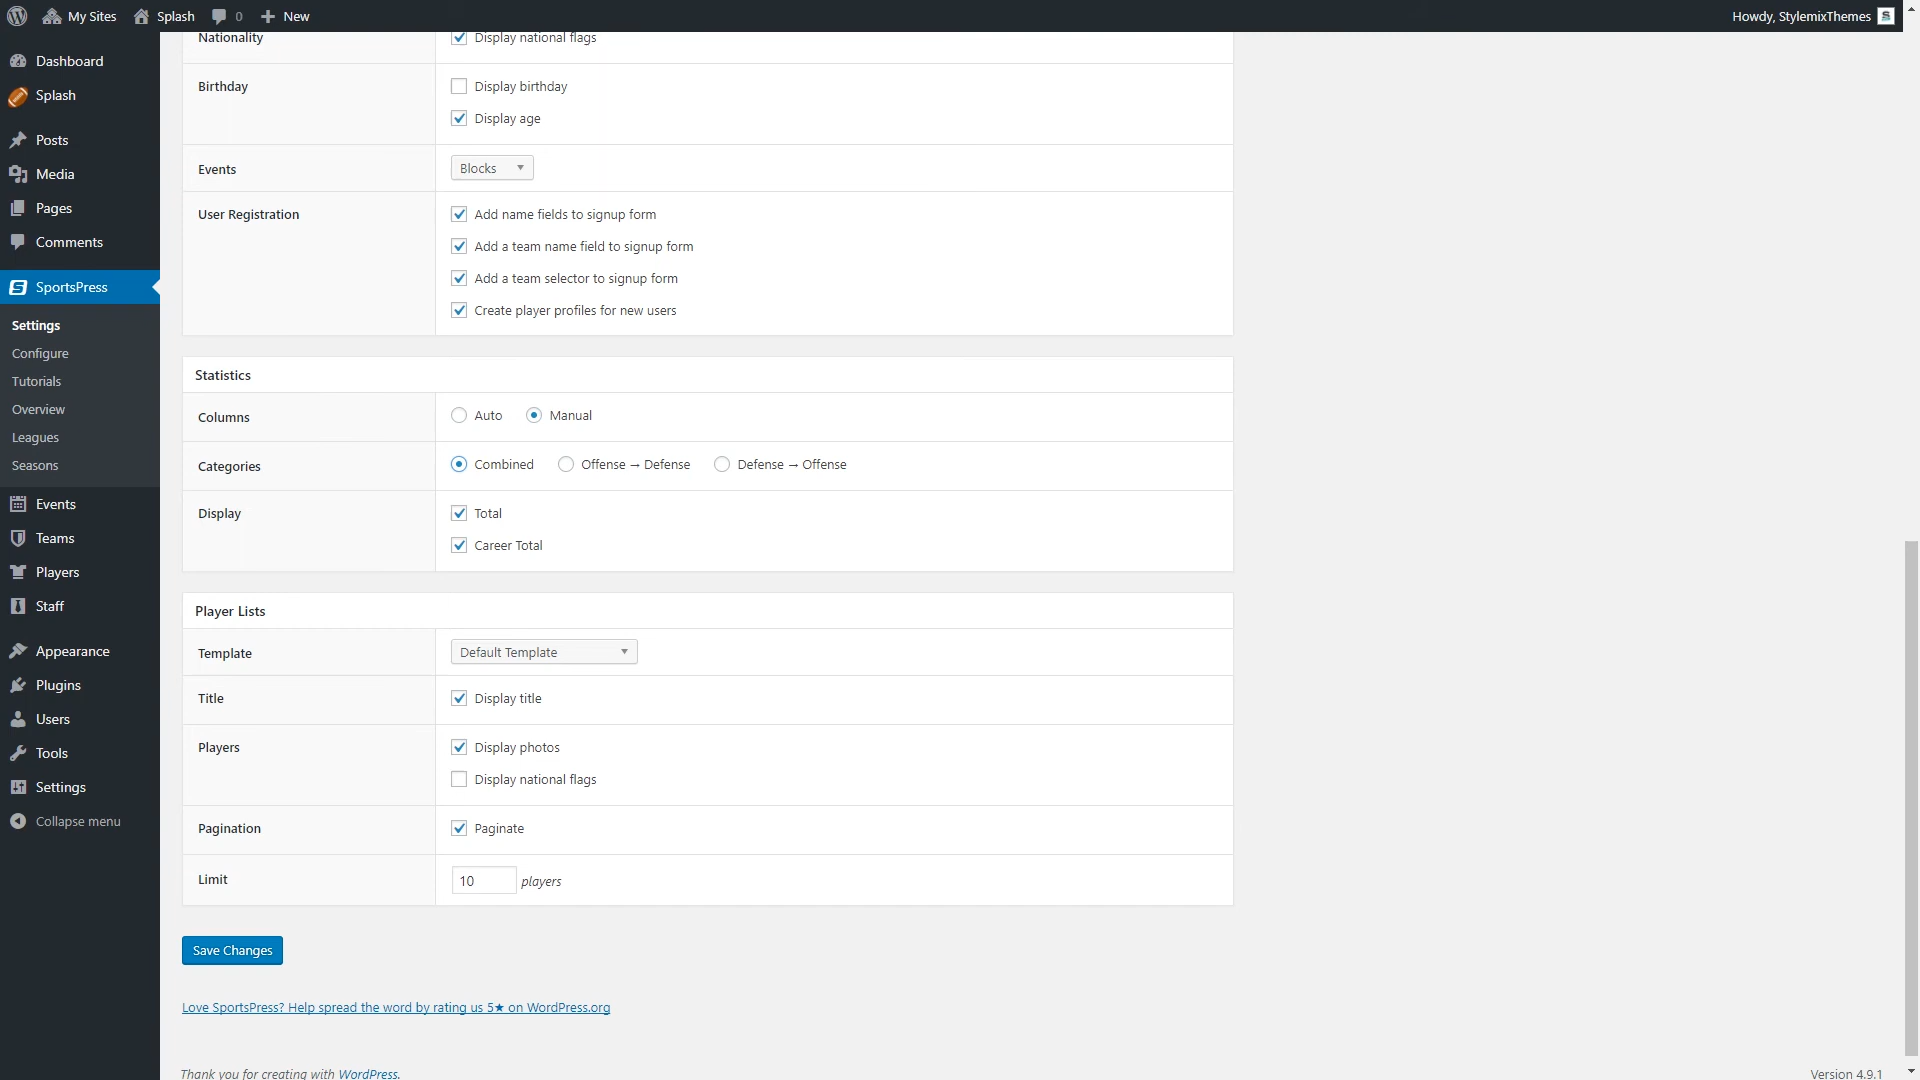 My Sites Splash 0 New Howdy, StylemixThemes
Dashboard
Splash
Posts
Media
Pages
Comments
SportsPress
Settings
Configure
Tutorials
Overview
Leagues
Seasons
Events
Teams
Players
Staff
Appearance
Plugins
Users
Tools
Settings
Collapse menu
Nationality Display national flags
Birthday Display birthday
Display age
Events Blocks
User Registration Add name fields to signup form
Add a team name field to signup form
Add a team selector to signup form
Create player profiles for new users
Statistics
Columns Auto Manual
Categories Combined Offense → Defense Defense → Offense
Display Total
Career Total
Player Lists
Template Default Template
Title Display title
Players Display photos
Display national flags
Pagination Paginate
Limit 10 players
Save Changes
Love SportsPress? Help spread the word by rating us 5★ on WordPress.org
Thank you for creating with WordPress.
Version 4.9.1